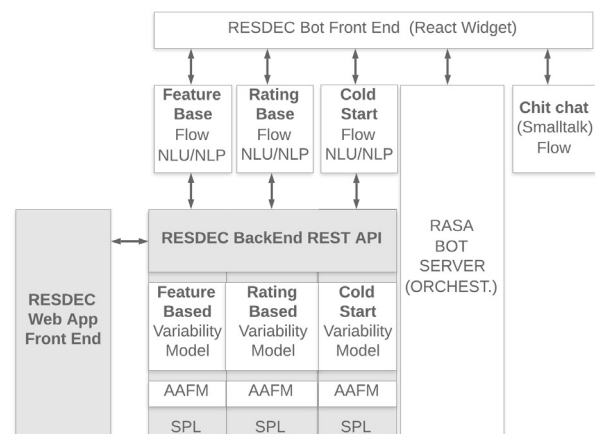 RESDEC Bot Front End (React Widget)
Feature
Base
Flow
NLU/NLP
Rating
Base
Flow
NLU/NLP
Cold
Start
Flow
NLU/NLP
Chit chat
(Smalltalk)
Flow
RASA
BOT
SERVER
(ORCHEST.)
RESDEC BackEnd REST API
RESDEC
Web App
Front End
Feature
Based
Variability
Model
Rating
Based
Variability
Model
Cold
Start
Variability
Model
AAFM
AAFM
AAFM
SPL
SPL
SPL